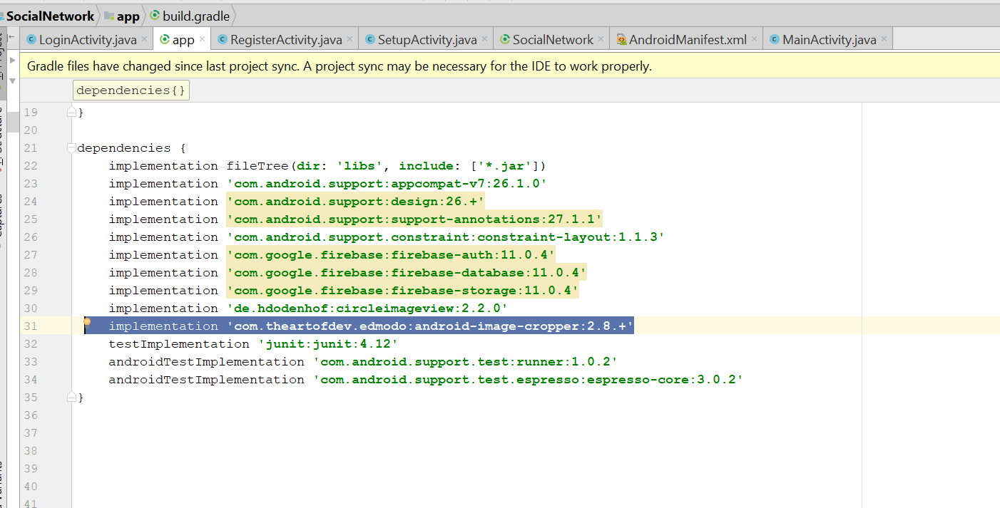 SocialNetwork app build.gradle
LoginActivity.java app RegisterActivity.java SetupActivity.java SocialNetwork AndroidManifest.xml MainActivity.java
Gradle files have changed since last project sync. A project sync may be necessary for the IDE to work properly.
dependencies{}
19 }
20
21 dependencies {
22 implementation fileTree(dir: 'libs', include: ['*.jar'])
23 implementation 'com.android.support:appcompat-v7:26.1.0'
24 implementation 'com.android.support:design:26.+'
25 implementation 'com.android.support:support-annotations:27.1.1'
26 implementation 'com.android.support.constraint:constraint-layout:1.1.3'
27 implementation 'com.google.firebase:firebase-auth:11.0.4'
28 implementation 'com.google.firebase:firebase-database:11.0.4'
29 implementation 'com.google.firebase:firebase-storage:11.0.4'
30 implementation 'de.hdodenhof:circleimageview:2.2.0'
31 implementation 'com.theartofdev.edmodo:android-image-cropper:2.8.+'
32 testImplementation 'junit:junit:4.12'
33 androidTestImplementation 'com.android.support.test:runner:1.0.2'
34 androidTestImplementation 'com.android.support.test.espresso:espresso-core:3.0.2'
35 }
36
37
38
39
40
41